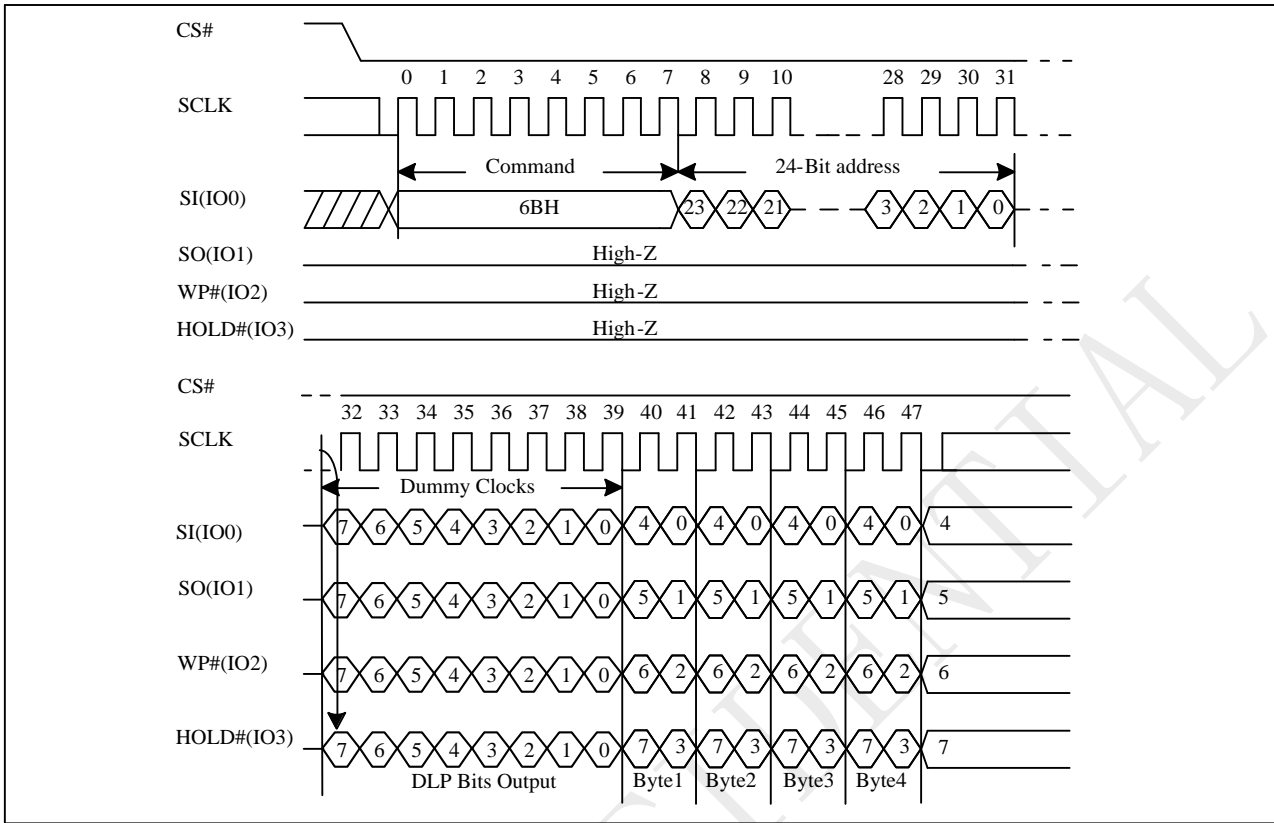 CS#
0 1 2 3 4 5 6 7 8 9 10 28 29 30 31
SCLK
Command 24-Bit address
SI(IO0) 6BH 23 22 21 3 2 1 0
SO(IO1) High-Z
WP#(IO2) High-Z
HOLD#(IO3) High-Z
CS#
32 33 34 35 36 37 38 39 40 41 42 43 44 45 46 47
SCLK
Dummy Clocks
SI(IO0) 7 6 5 4 3 2 1 0 4 0 4 0 4 0 4 0 4
SO(IO1) 7 6 5 4 3 2 1 0 5 1 5 1 5 1 5 1 5
WP#(IO2) 7 6 5 4 3 2 1 0 6 2 6 2 6 2 6 2 6
HOLD#(IO3) 7 6 5 4 3 2 1 0 7 3 7 3 7 3 7 3 7
DLP Bits Output Byte1 Byte2 Byte3 Byte4
IDENTIAL